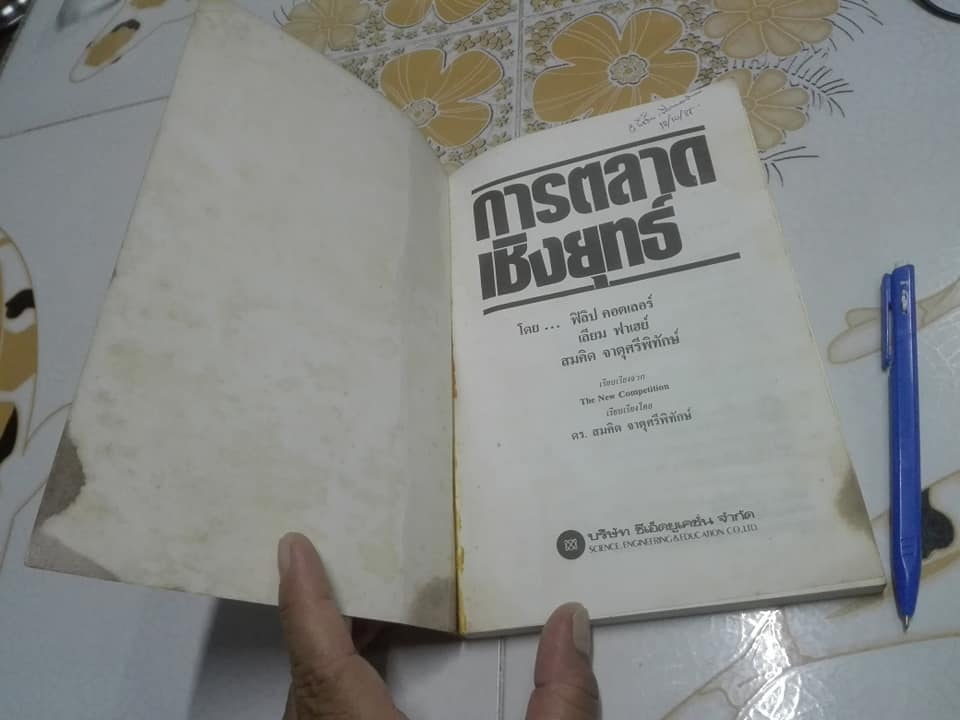 การตลาด
เชิงยุทธ์
โดย ... ฟิลิป คอตเลอร์
เลียม ฟาเฮย์
สมคิด จาตุศรีพิทักษ์
เรียบเรียงจาก
The New Competition
เรียบเรียงโดย
ดร. สมคิด จาตุศรีพิทักษ์
บริษัท ซีเอ็ดยูเคชั่น จำกัด
SCIENCE, ENGINEERING & EDUCATION CO., LTD.